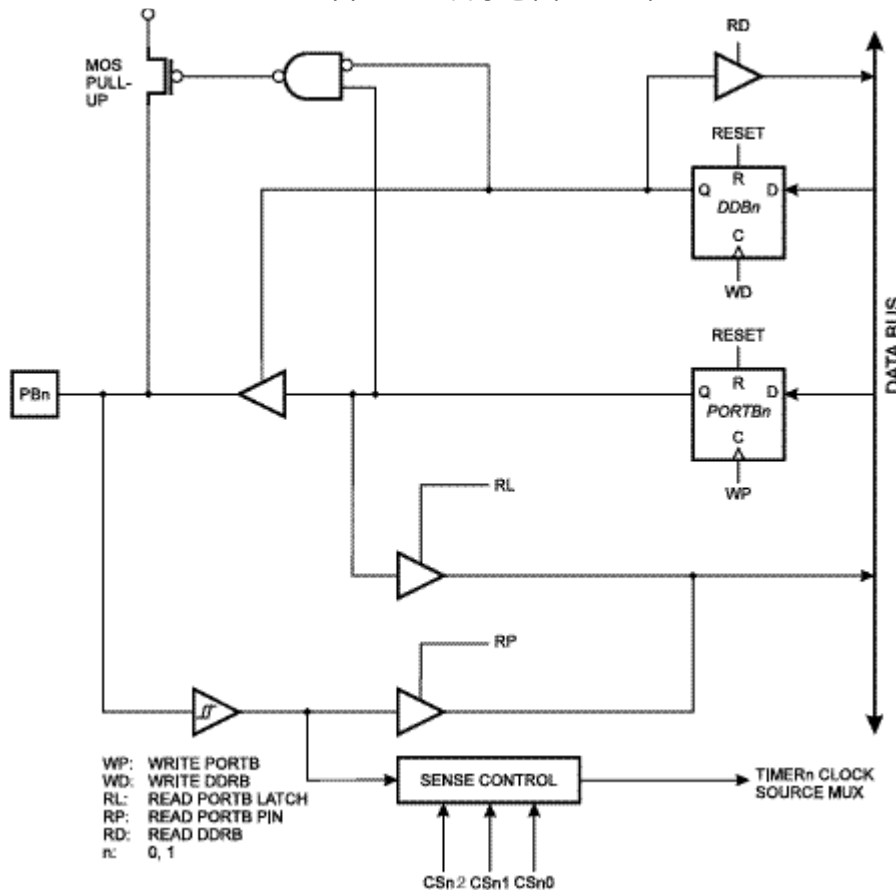 RD
MOS
PULL-
UP
RESET
Q R D
DDBn
C
WD
RESET
PBn
Q R D
PORTBn
C
WP
DATA BUS
RL
RP
WP: WRITE PORTB
WD: WRITE DDRB
RL: READ PORTB LATCH
RP: READ PORTB PIN
RD: READ DDRB
n: 0, 1
SENSE CONTROL
TIMERn CLOCK
SOURCE MUX
CSn2 CSn1 CSn0